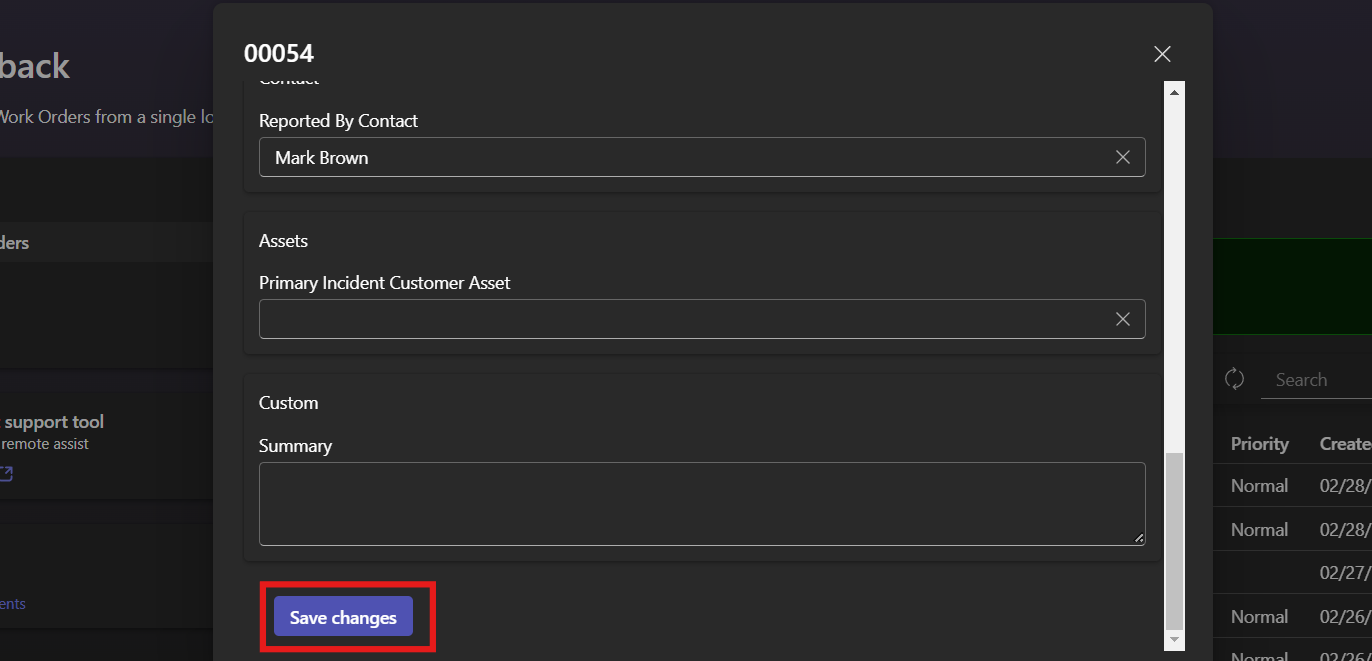 back
Work Orders from a single lo
ders
support tool
remote assist
ents
00054
Contact
Reported By Contact
Mark Brown
Assets
Primary Incident Customer Asset
Custom
Summary
Save changes
Search
Priority Create
Normal 02/28/
Normal 02/28/
02/27/
Normal 02/26/
Normal 02/26/